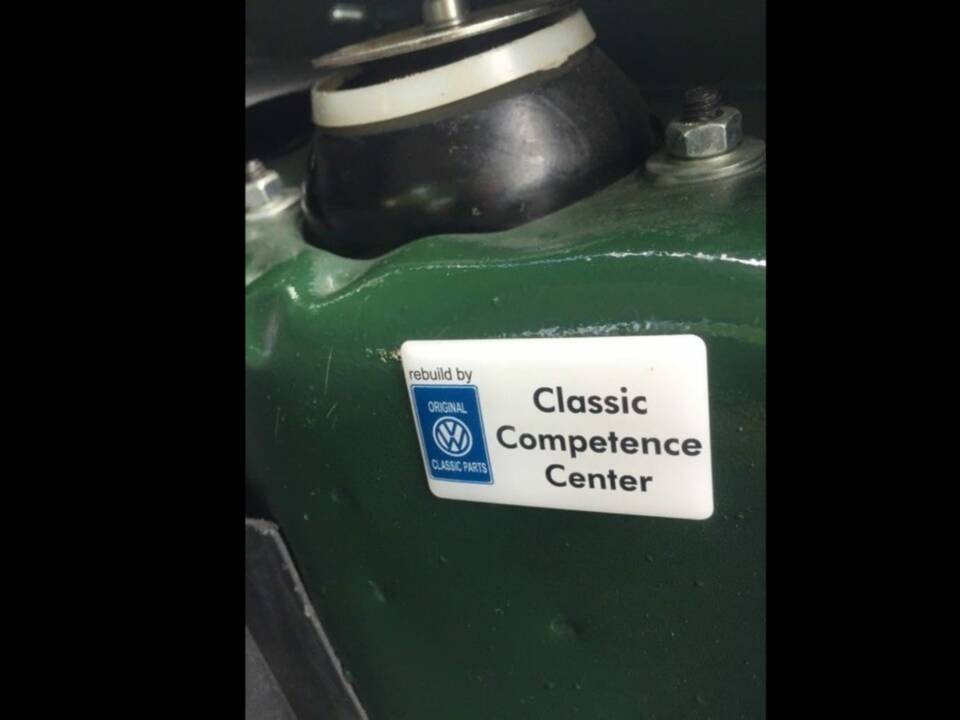 rebuild by
ORIGINAL
CLASSIC PARTS
Classic
Competence
Center